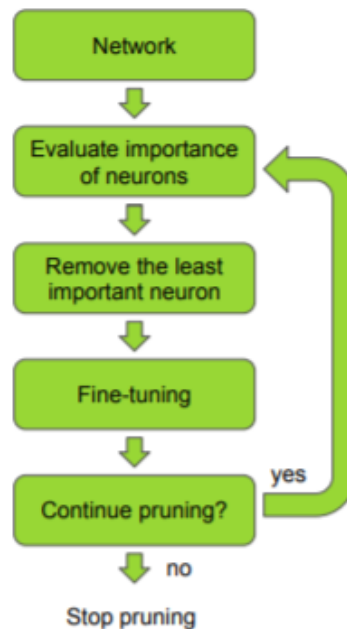 Network
Evaluate importance
of neurons
Remove the least
important neuron
Fine-tuning
yes
Continue pruning?
no
Stop pruning